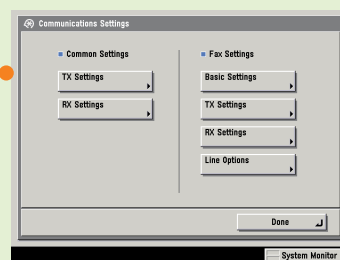 Communications Settings
Common Settings
TX Settings
RX Settings
Fax Settings
Basic Settings
TX Settings
RX Settings
Line Options
Done
System Monitor